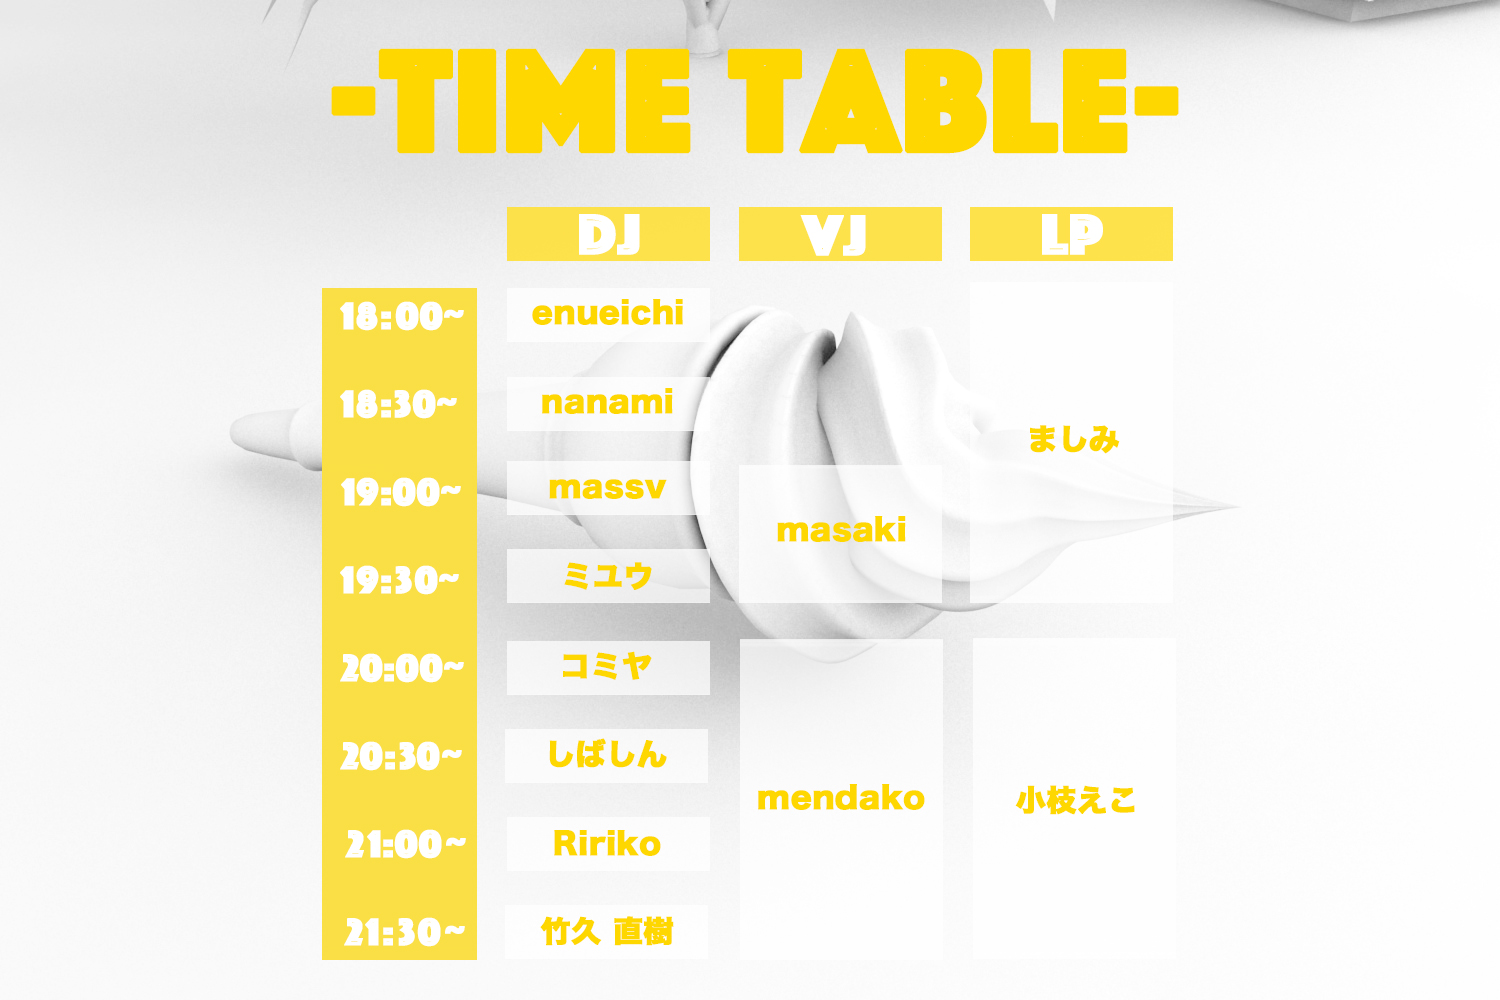 -TIME TABLE-
DJ VJ LP
18:00~ enueichi
18:30~ nanami
ましみ
19:00~ massv
masaki
19:30~ ミユウ
20:00~ コミヤ
20:30~ しばしん
mendako 小枝えこ
21:00~ Ririko
21:30~ 竹久 直樹